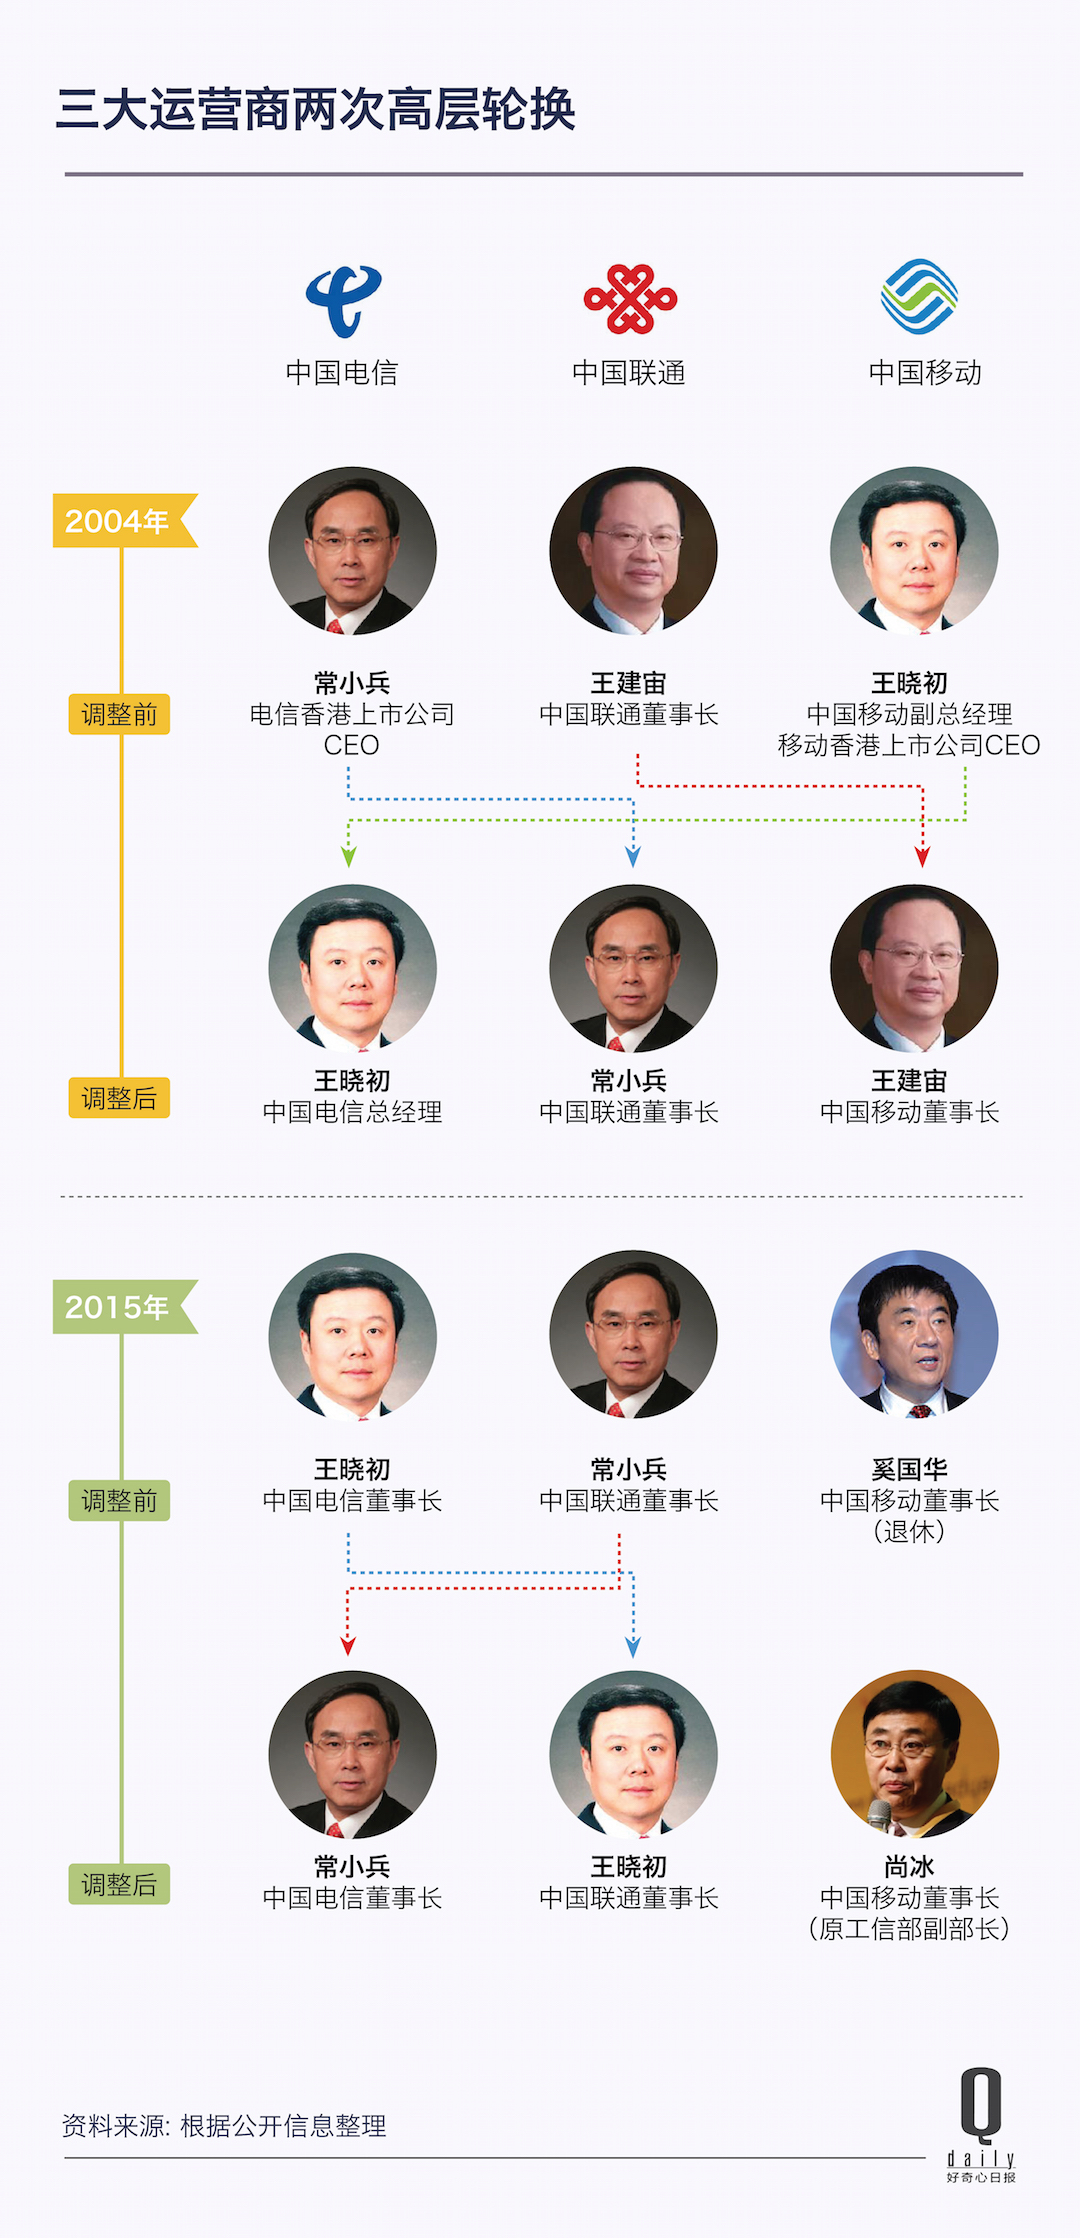 三大运营商两次高层轮换
中国电信
中国联通
中国移动
2004年
调整前
常小兵
电信香港上市公司
CEO
王建宙
中国联通董事长
王晓初
中国移动副总经理
移动香港上市公司CEO
调整后
王晓初
中国电信总经理
常小兵
中国联通董事长
王建宙
中国移动董事长
2015年
调整前
王晓初
中国电信董事长
常小兵
中国联通董事长
奚国华
中国移动董事长
（退休）
调整后
常小兵
中国电信董事长
王晓初
中国联通董事长
尚冰
中国移动董事长
（原工信部副部长）
资料来源: 根据公开信息整理
Q
daily
好奇心日报